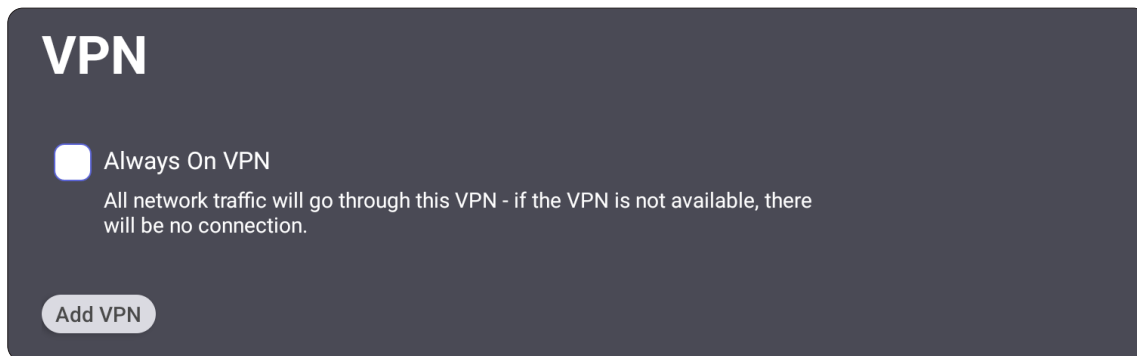 VPN
Always On VPN
All network traffic will go through this VPN - if the VPN is not available, there
will be no connection.
Add VPN